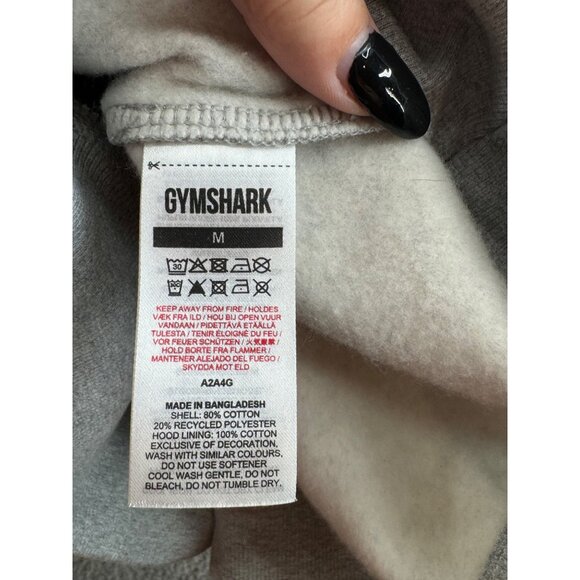 GYMSHARK
M
30
KEEP AWAY FROM FIRE / HOLDES
VÆK FRA ILD / HOU BIJ OPEN VUUR
VANDAAN / PIDETTÄVÄ ETÄÄLLÄ
TULESTA / TENIR ÉLOIGNÉ DU FEU /
VOR FEUER SCHÜTZEN / 火気厳禁 /
HOLD BORTE FRA FLAMMER /
MANTENER ALEJADO DEL FUEGO /
SKYDDA MOT ELD
A2A4G
MADE IN BANGLADESH
SHELL: 80% COTTON
20% RECYCLED POLYESTER
HOOD LINING: 100% COTTON
EXCLUSIVE OF DECORATION.
WASH WITH SIMILAR COLOURS.
DO NOT USE SOFTENER
COOL WASH GENTLE, DO NOT
BLEACH, DO NOT TUMBLE DRY,